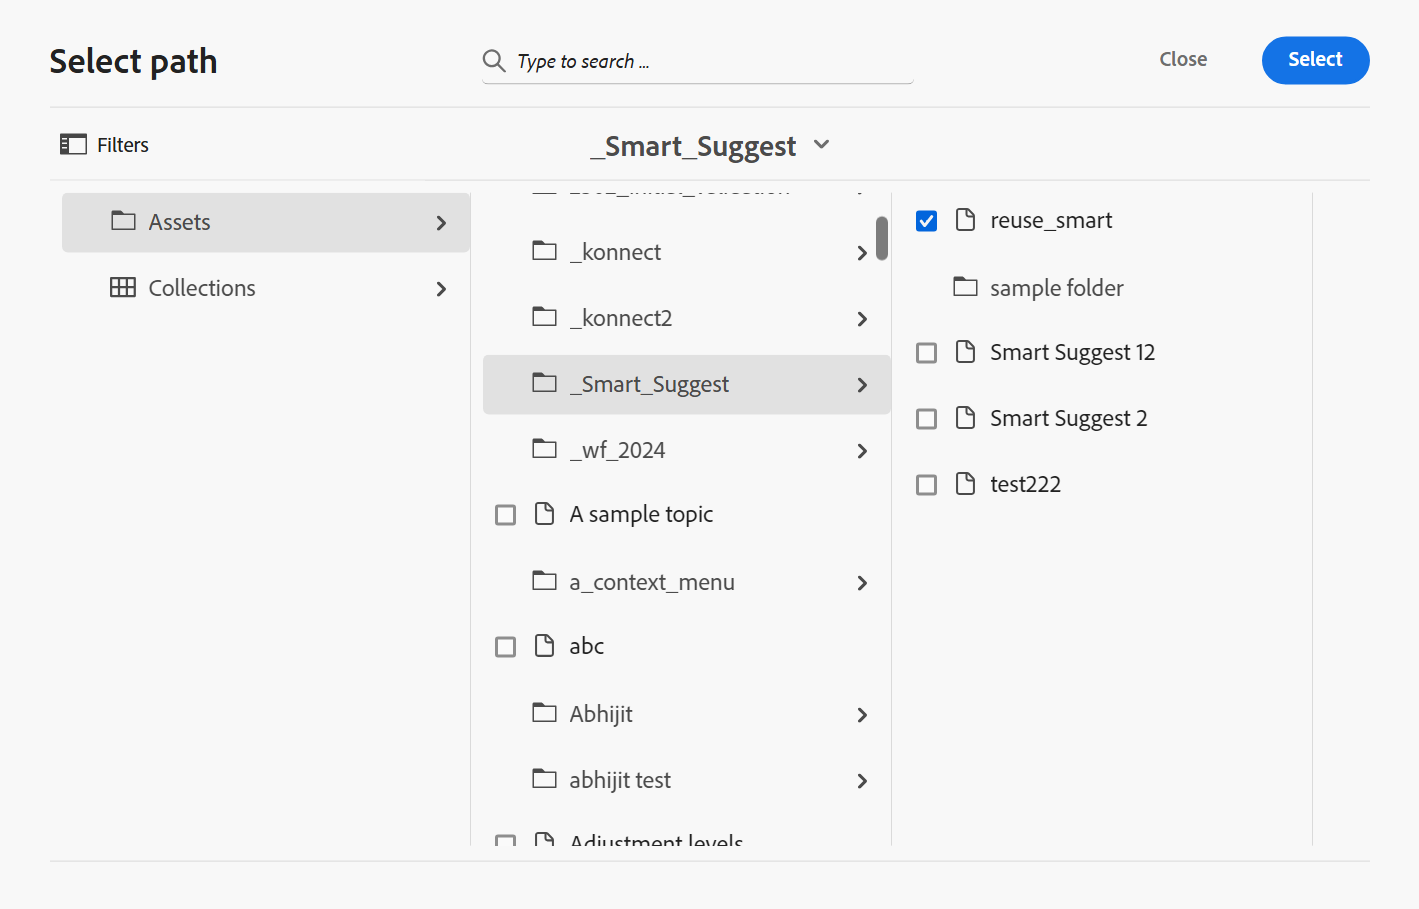 Select path
Type to search ...
Close
Select
Filters
_Smart_Suggest
Assets
Collections
_konnect
_konnect2
_Smart_Suggest
_wf_2024
A sample topic
a_context_menu
abc
Abhijit
abhijit test
Adjustment levels
reuse_smart
sample folder
Smart Suggest 12
Smart Suggest 2
test222